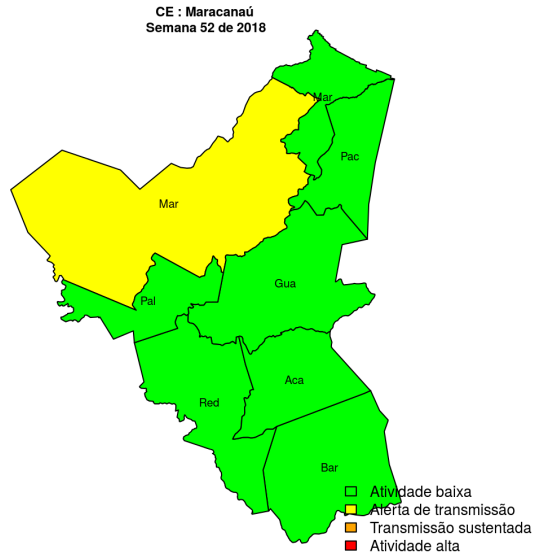 CE : Maracanaú
Semana 52 de 2018
Mar
Pac
Mar
Gua
Pal
Aca
Red
Bar
Atividade baixa
Alerta de transmissão
Transmissão sustentada
Atividade alta